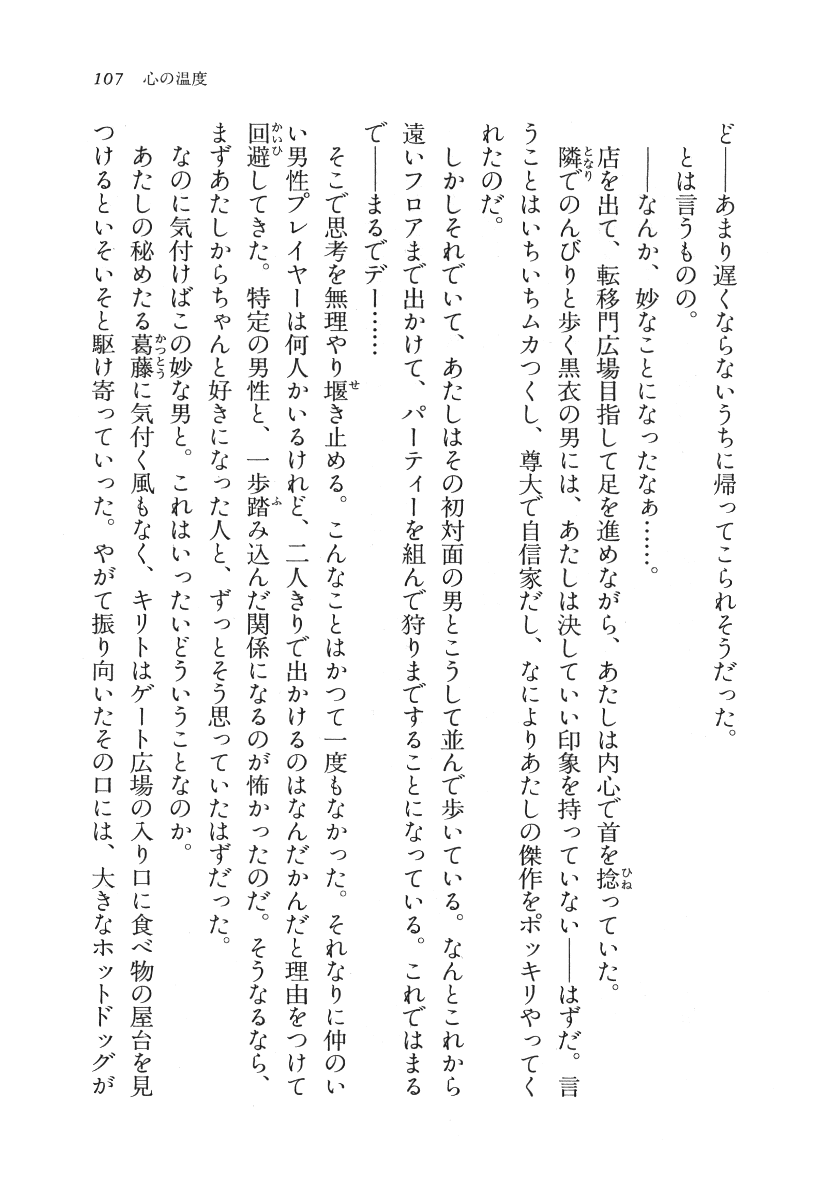 107 心の温度
ど――あまり遅くならないうちに帰ってこられそうだった。
とは言うものの。
――なんか、妙なことになったなぁ……。
店を出て、転移門広場目指して足を進めながら、あたしは内心で首を捻っていた。
隣でのんびりと歩く黒衣の男には、あたしは決していい印象を持っていない――はずだ。言
うことはいちいちムカつくし、尊大で自信家だし、なによりあたしの傑作をポッキリやってく
れたのだ。
しかしそれでいて、あたしはその初対面の男とこうして並んで歩いている。なんとこれから
遠いフロアまで出かけて、パーティーを組んで狩りまですることになっている。これではまる
で――まるでデー……
そこで思考を無理やり堰き止める。こんなことはかつて一度もなかった。それなりに仲のい
い男性プレイヤーは何人かいるけれど、二人きりで出かけるのはなんだかんだと理由をつけて
回避してきた。特定の男性と、一歩踏み込んだ関係になるのが怖かったのだ。そうなるなら、
まずあたしからちゃんと好きになった人と、ずっとそう思っていたはずだった。
なのに気付けばこの妙な男と。これはいったいどういうことなのか。
あたしの秘めたる葛藤に気付く風もなく、キリトはゲート広場の入り口に食べ物の屋台を見
つけるといそいそと駆け寄っていった。やがて振り向いたその口には、大きなホットドッグが